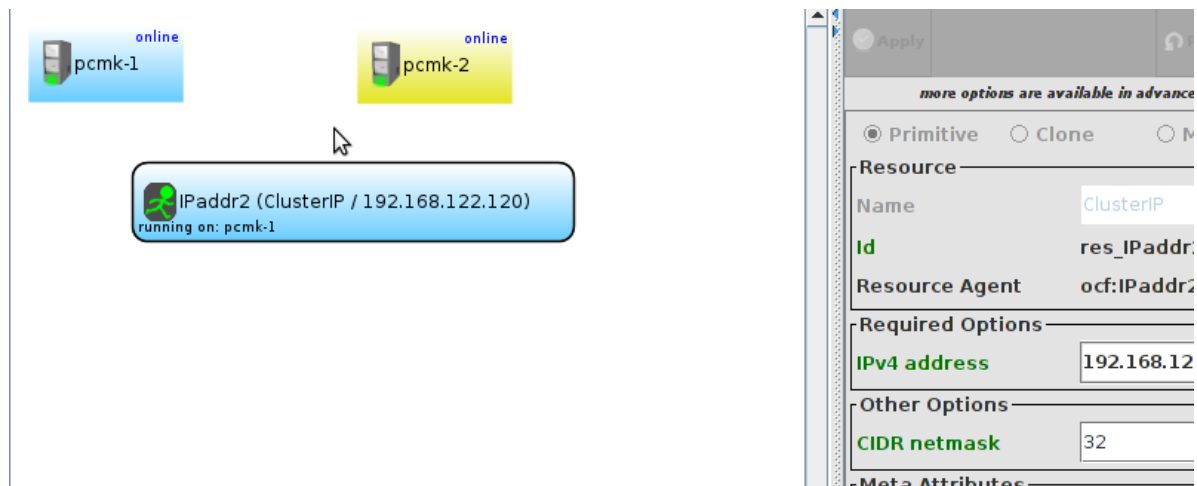 online
pcmk-1
online
pcmk-2
IPaddr2 (ClusterIP / 192.168.122.120)
running on: pcmk-1
Apply
more options are available in advance
Primitive
Clone
M
Resource
Name
ClusterIP
Id
res_IPaddr2
Resource Agent
ocf:IPaddr2
Required Options
IPv4 address
192.168.12
Other Options
CIDR netmask
32
Meta Attributes